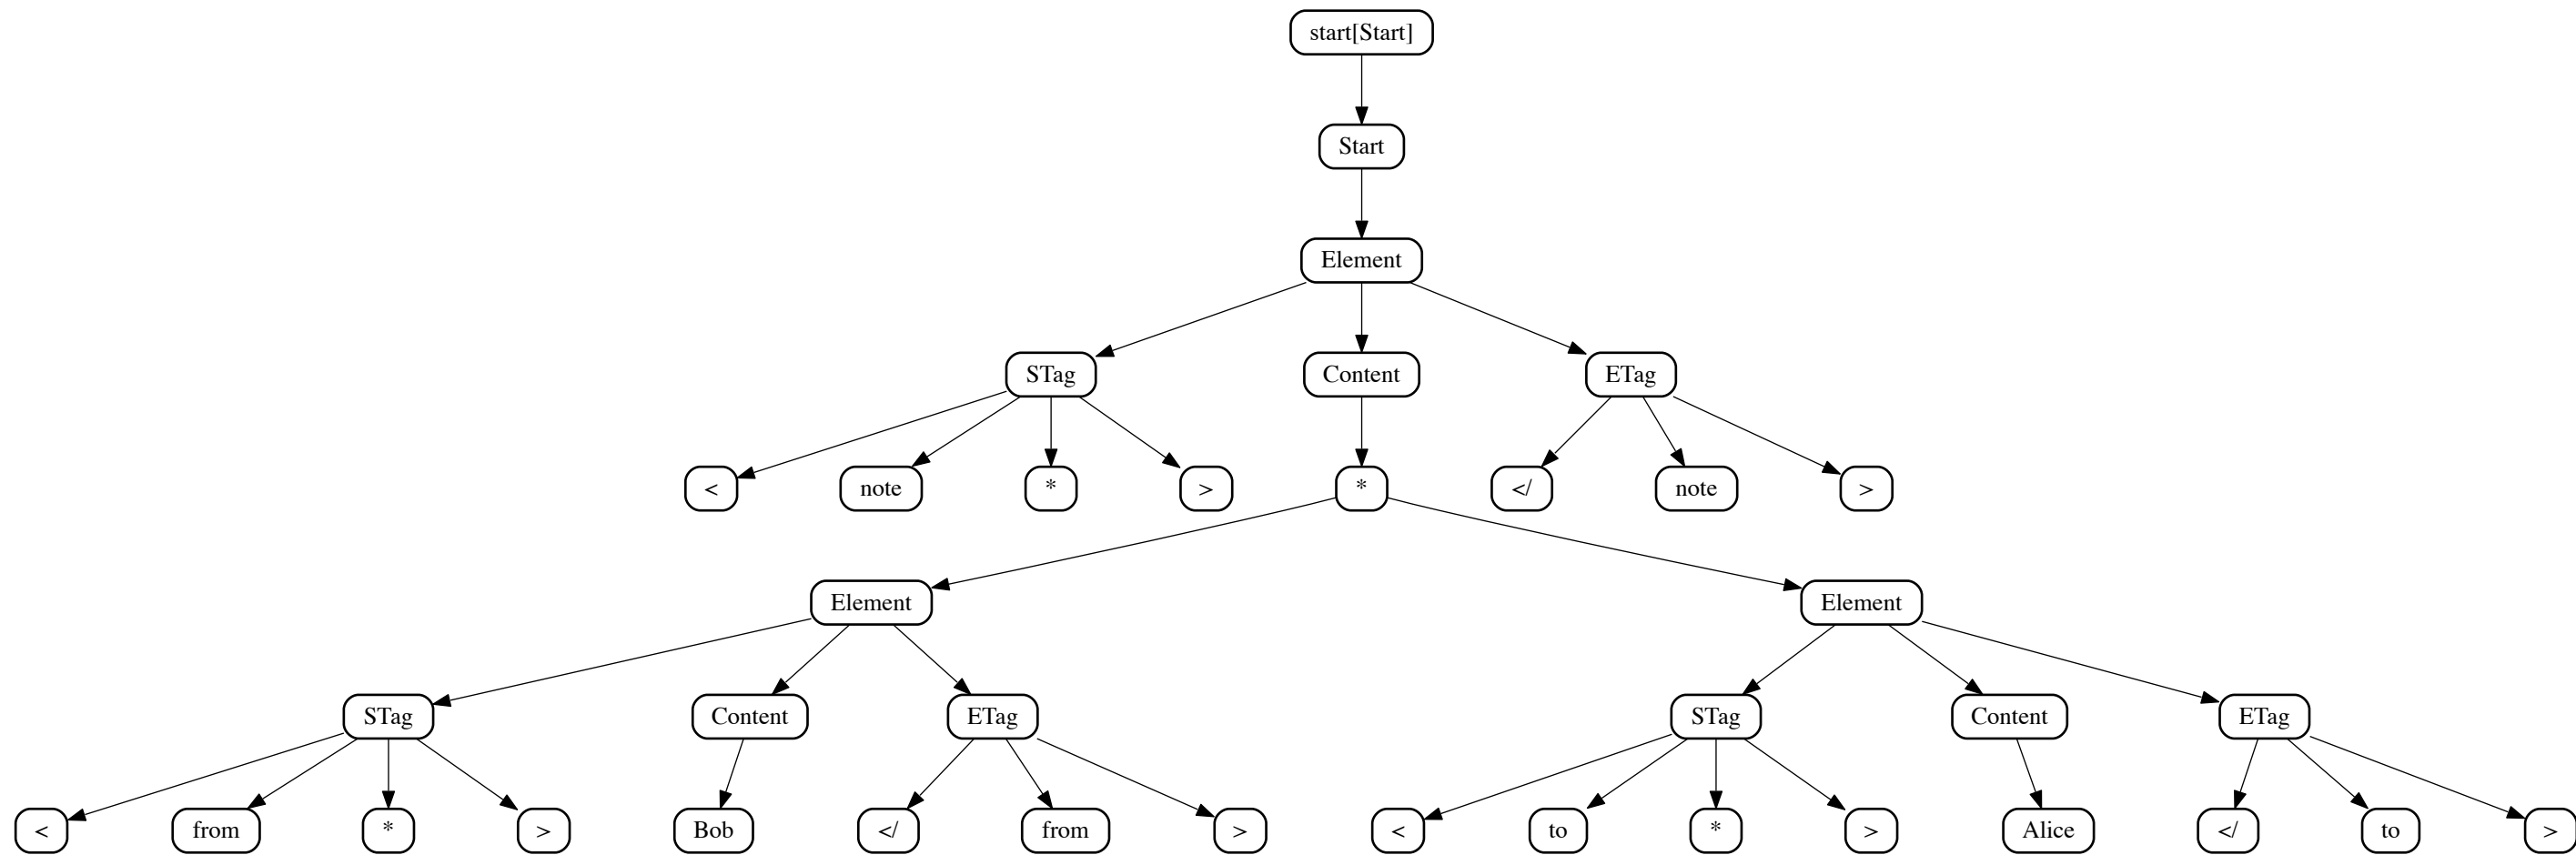 start[Start]
Start
Element
STag Content ETag
< note * > * </ note >
Element Element
STag Content ETag STag Content ETag
< from * > Bob </ from > < to * > Alice </ to >